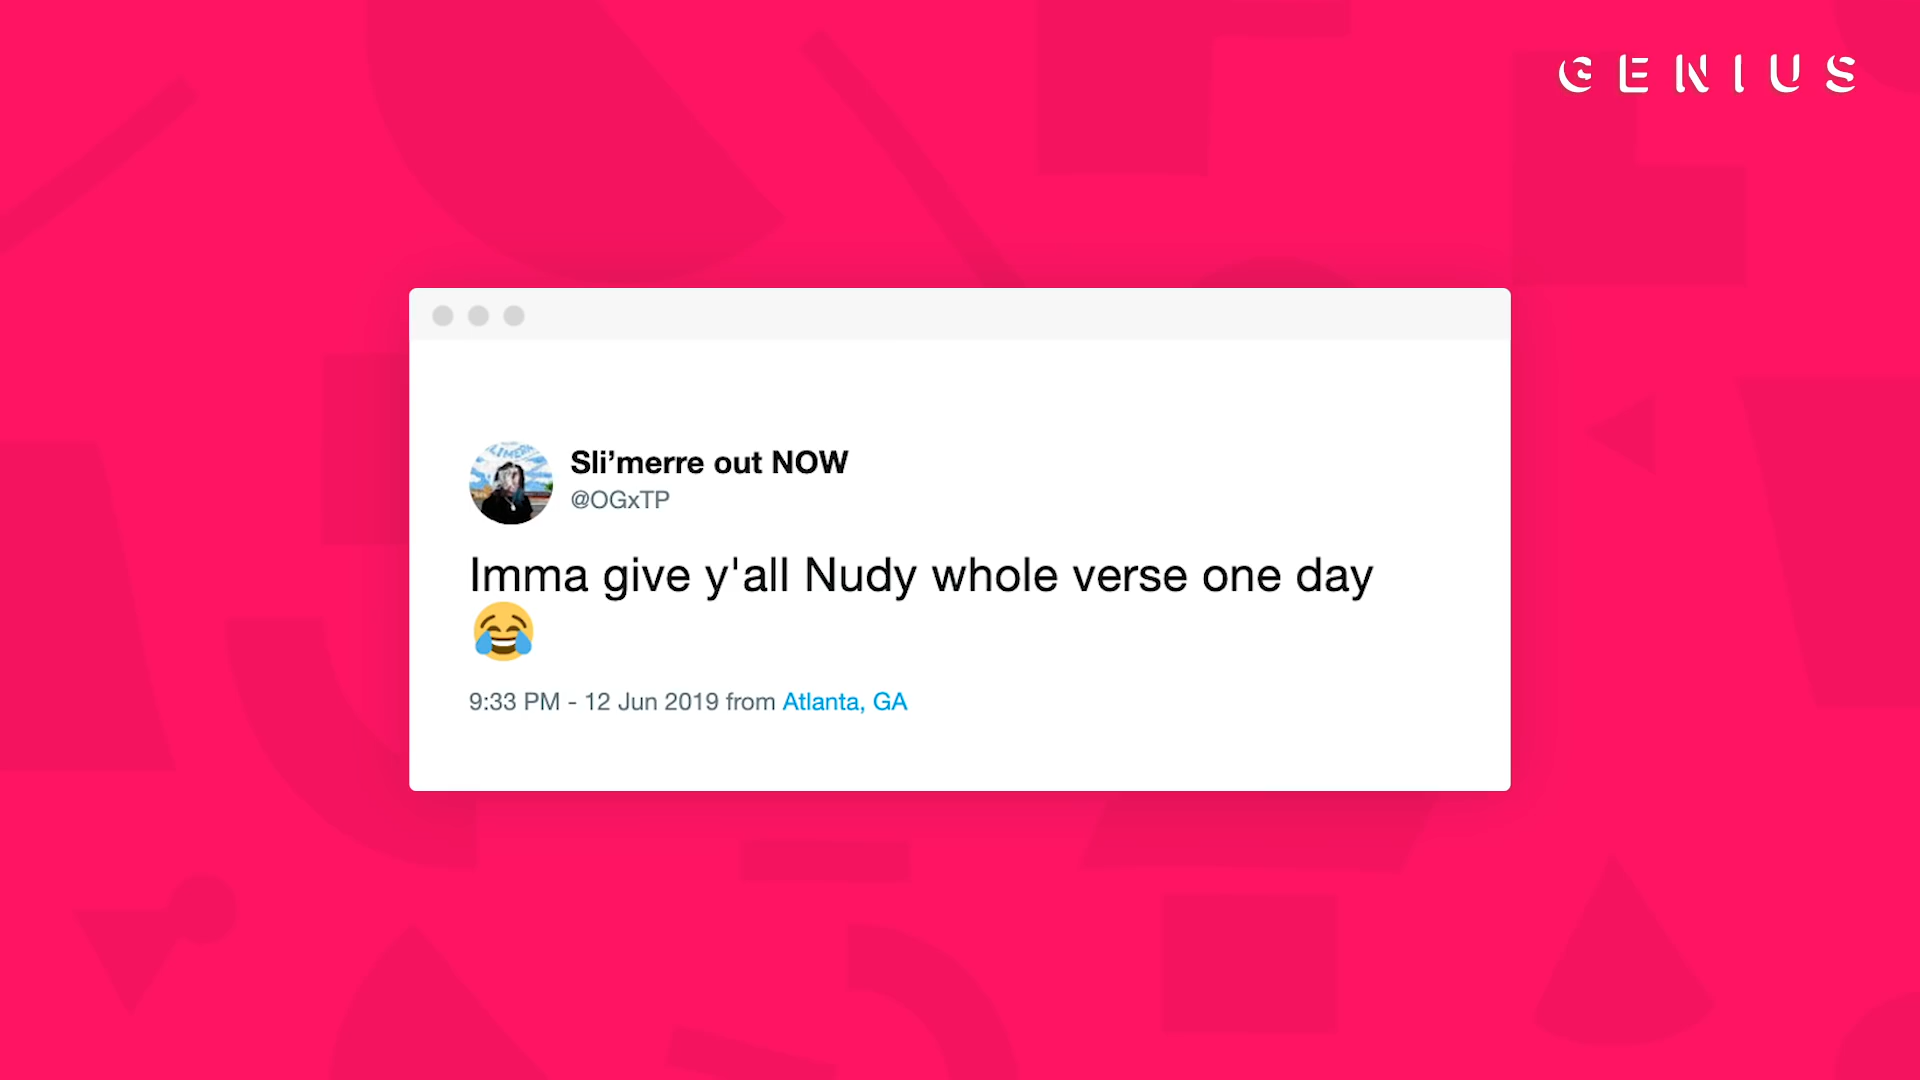 GENIUS
Sli’merre out NOW
@OGxTP
Imma give y'all Nudy whole verse one day
😂
9:33 PM - 12 Jun 2019 from Atlanta, GA